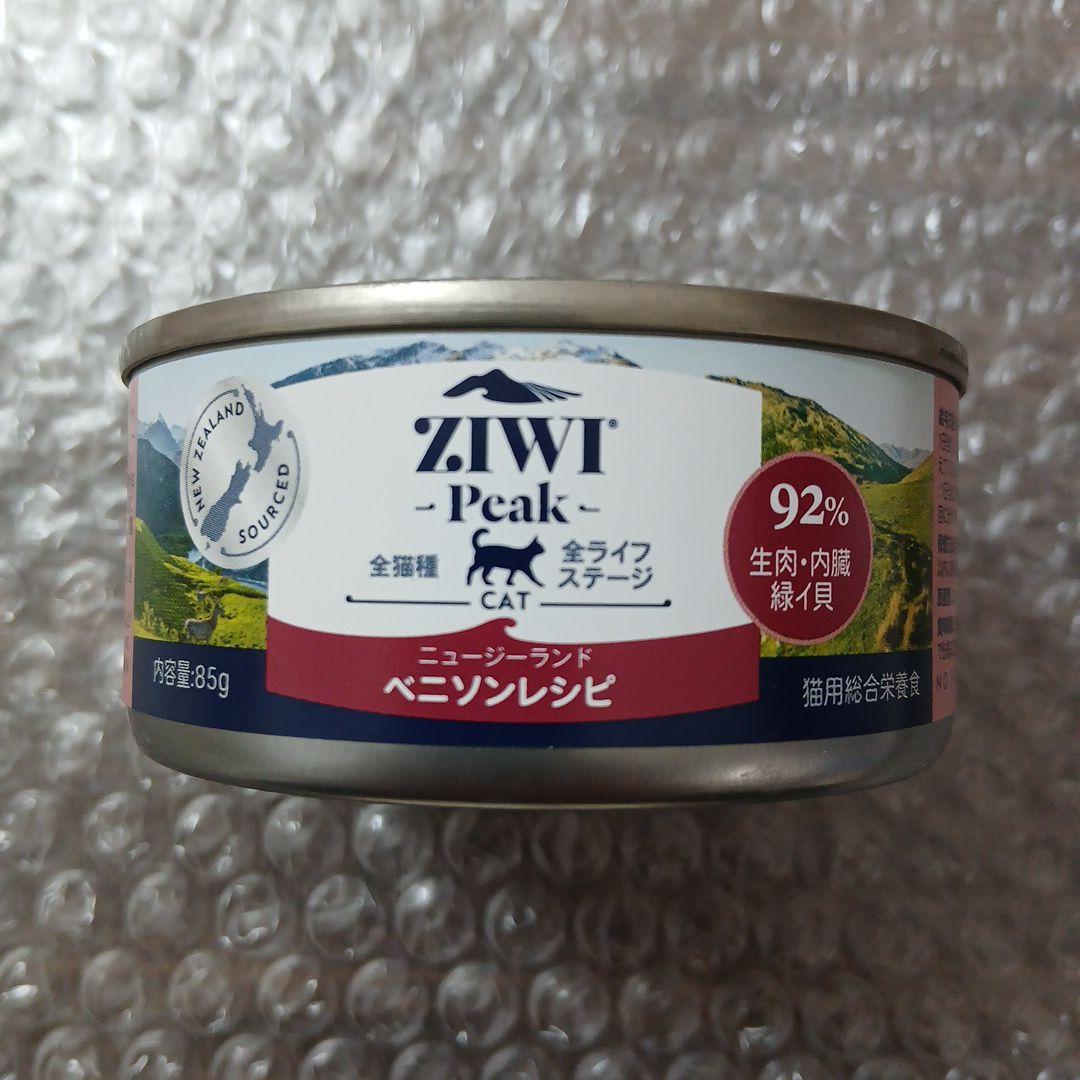 NEW ZEALAND
SOURCED
ZIWI®
Peak
全猫種
全ライフ
ステージ
CAT
ニュージーランド
ベニソンレシピ
92%
生肉・内臓
緑イ貝
内容量:85g
猫用総合栄養食